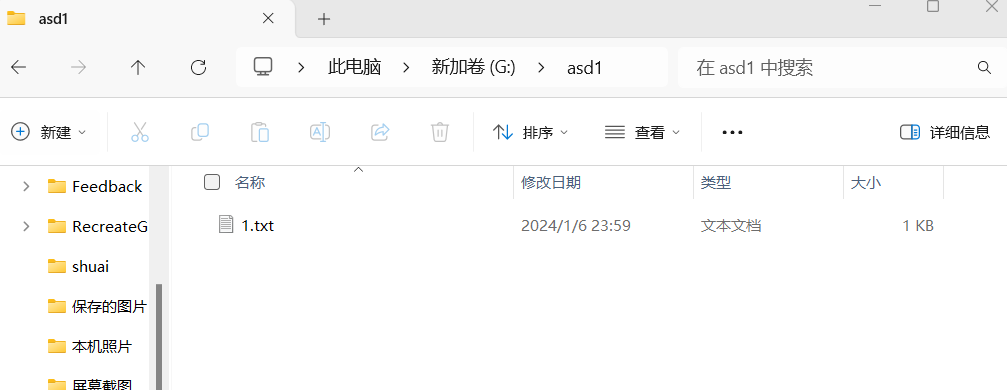 asd1
此电脑 新加卷 (G:) asd1 在 asd1 中搜索
新建 排序 查看 详细信息
名称 修改日期 类型 大小
Feedback
1.txt 2024/1/6 23:59 文本文档 1 KB
RecreateG
shuai
保存的图片
本机照片
屏幕截图